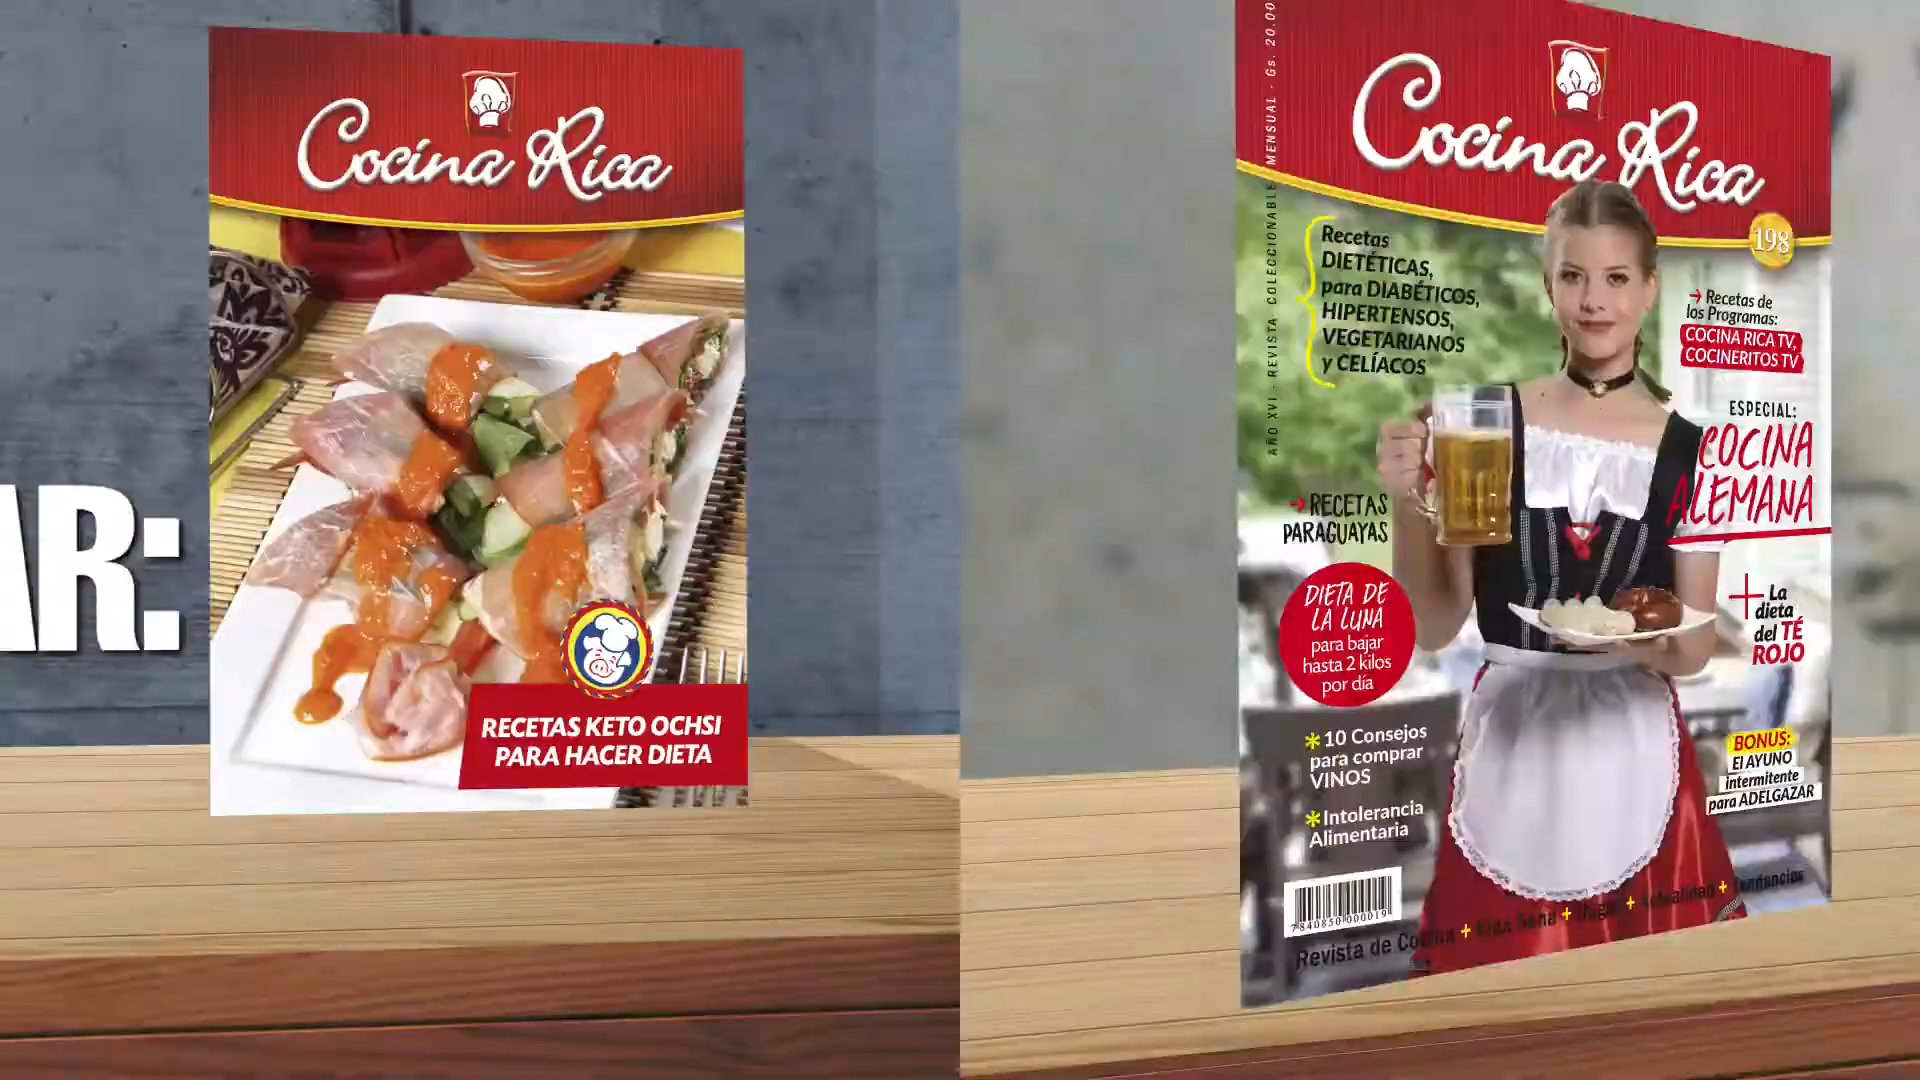 AR:
Cocina Rica
RECETAS KETO OCHSI
PARA HACER DIETA
AÑO XVI - REVISTA COLECCIONABLE MENSUAL - Gs. 20.00
Cocina Rica
198
Recetas
DIETÉTICAS,
para DIABÉTICOS,
HIPERTENSOS,
VEGETARIANOS
y CELÍACOS
→ Recetas de
los Programas:
COCINA RICA TV,
COCINERITOS TV
ESPECIAL:
COCINA
ALEMANA
→ RECETAS
PARAGUAYAS
DIETA DE
LA LUNA
para bajar
hasta 2 kilos
por día
+ La
dieta
del TÉ
ROJO
* 10 Consejos
para comprar
VINOS
* Intolerancia
Alimentaria
BONUS:
El AYUNO
intermitente
para ADELGAZAR
7840850000019
Revista de Cocina + Vida Sana + Hogar + Actualidad + Tendencias